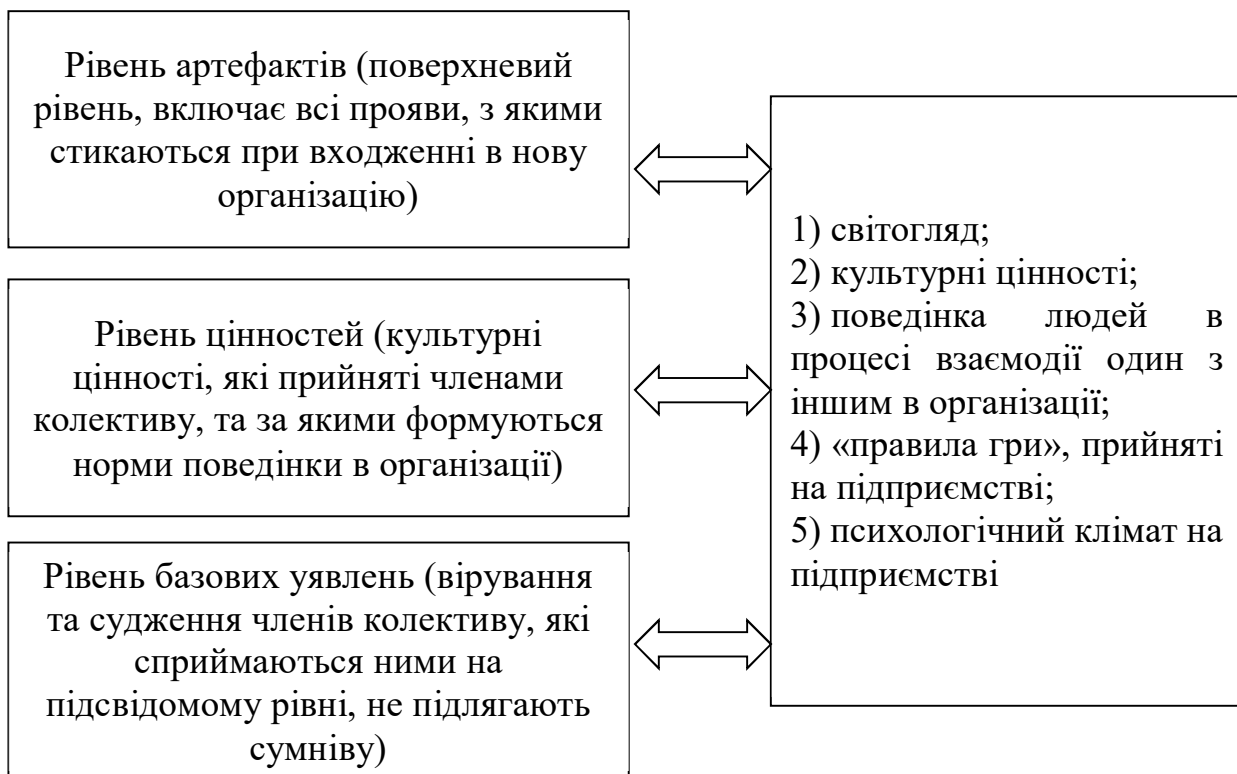 Рівень артефактів (поверхневий
рівень, включає всі прояви, з якими
стикаються при входженні в нову
організацію)
Рівень цінностей (культурні
цінності, які прийняті членами
колективу, та за якими формуються
норми поведінки в організації)
Рівень базових уявлень (вірування
та судження членів колективу, які
сприймаються ними на
підсвідомому рівні, не підлягають
сумніву)
1) світогляд;
2) культурні цінності;
3) поведінка людей в
процесі взаємодії один з
іншим в організації;
4) «правила гри», прийняті
на підприємстві;
5) психологічний клімат на
підприємстві